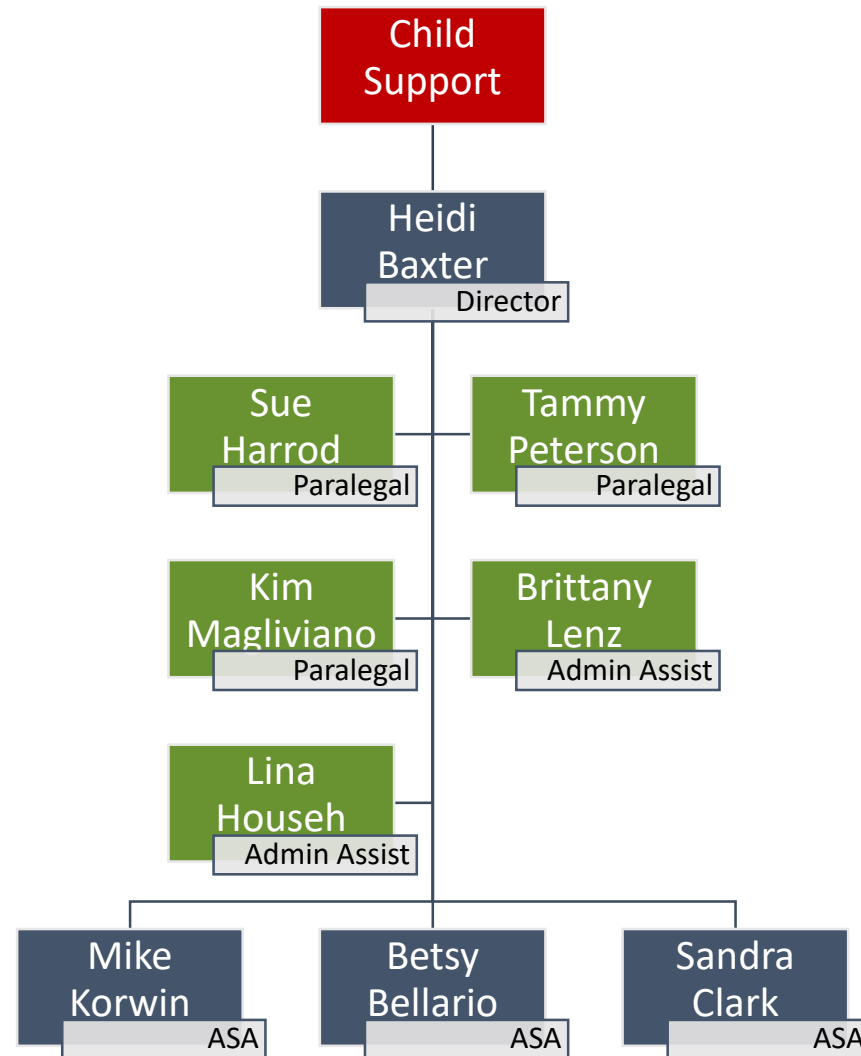 Child
Support
Heidi
Baxter
Director
Sue
Harrod
Paralegal
Tammy
Peterson
Paralegal
Kim
Magliviano
Paralegal
Brittany
Lenz
Admin Assist
Lina
Househ
Admin Assist
Mike
Korwin
ASA
Betsy
Bellario
ASA
Sandra
Clark
ASA